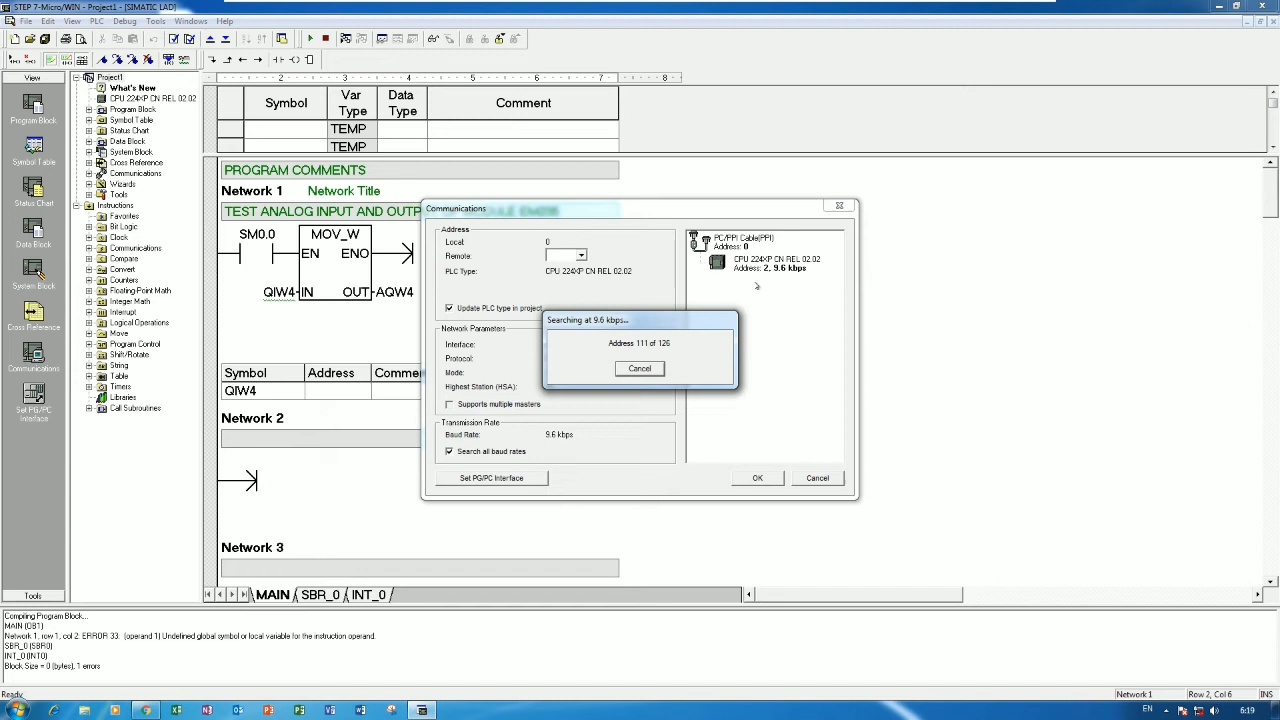 STEP 7-Micro/WIN - Project1 - [SIMATIC LAD]
File Edit View PLC Debug Tools Windows Help
View
Program Block
Symbol Table
Status Chart
Data Block
System Block
Cross Reference
Communications
Set PG/PC
Interface
Tools
Project1
What's New
CPU 224XP CN REL 02.02
Program Block
Symbol Table
Status Chart
Data Block
System Block
Cross Reference
Communications
Wizards
Tools
Instructions
Favorites
Bit Logic
Clock
Communications
Compare
Convert
Counters
Floating-Point Math
Integer Math
Interrupt
Logical Operations
Move
Program Control
Shift/Rotate
String
Table
Timers
Libraries
Call Subroutines
2 3 4 5 6 7 8
Symbol Var Type Data Type Comment
TEMP
TEMP
PROGRAM COMMENTS
Network 1 Network Title
TEST ANALOG INPUT AND OUTP
SM0.0
MOV_W
EN ENO
QIW4 IN OUT AQW4
Symbol Address Comme
QIW4
Network 2
Network 3
MAIN SBR_0 INT_0
Communications
Address
Local: 0
Remote:
PLC Type: CPU 224XP CN REL 02.02
Update PLC type in project
Network Parameters
Interface:
Protocol:
Mode:
Highest Station (HSA):
Supports multiple masters
Transmission Rate
Baud Rate: 9.6 kbps
Search all baud rates
Set PG/PC Interface
OK Cancel
PC/PPI Cable(PPI)
Address: 0
CPU 224XP CN REL 02.02
Address: 2, 9.6 kbps
Searching at 9.6 kbps...
Address 111 of 126
Cancel
Compiling Program Block...
MAIN (OB1)
Network 1, row 1, col 2: ERROR 33: (operand 1) Undefined global symbol or local variable for the instruction operand.
SBR_0 (SBR0)
INT_0 (INT0)
Block Size = 0 (bytes), 1 errors
Ready
Network 1 Row 2, Col 6 INS
EN 6:19